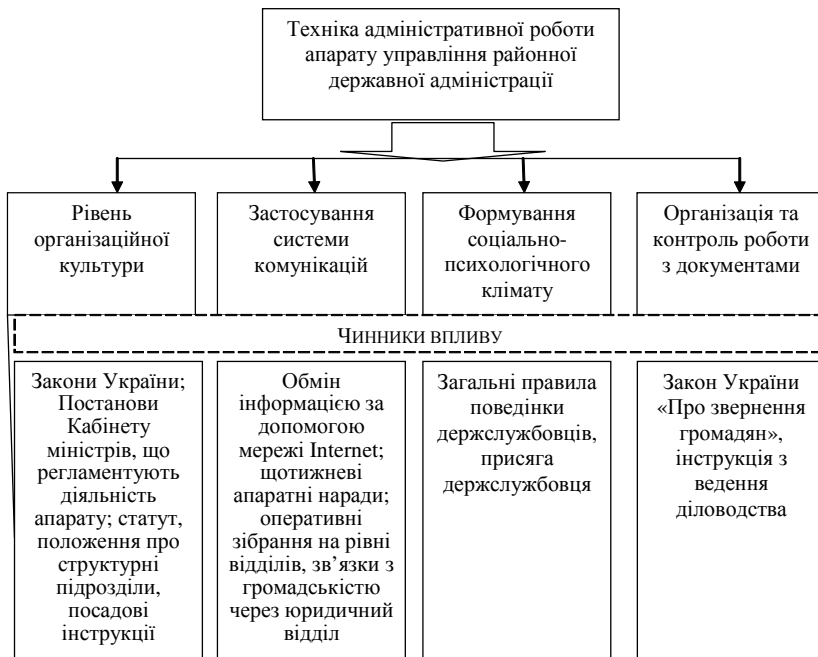 Техніка адміністративної роботи
апарату управління районної
державної адміністрації
Рівень
організаційної
культури
Застосування
системи
комунікацій
Формування
соціально-
психологічного
клімату
Організація та
контроль роботи
з документами
ЧИННИКИ ВПЛИВУ
Закони України;
Постанови
Кабінету
міністрів, що
регламентують
діяльність
апарату; статут,
положення про
структурні
підрозділи,
посадові
інструкції
Обмін
інформацією за
допомогою
мережі Internet;
щотижневі
апаратні наради;
оперативні
зібрання на рівні
відділів, зв’язки з
громадськістю
через юридичний
відділ
Загальні правила
поведінки
держслужбовців,
присяга
держслужбовця
Закон України
«Про звернення
громадян»,
інструкція з
ведення
діловодства